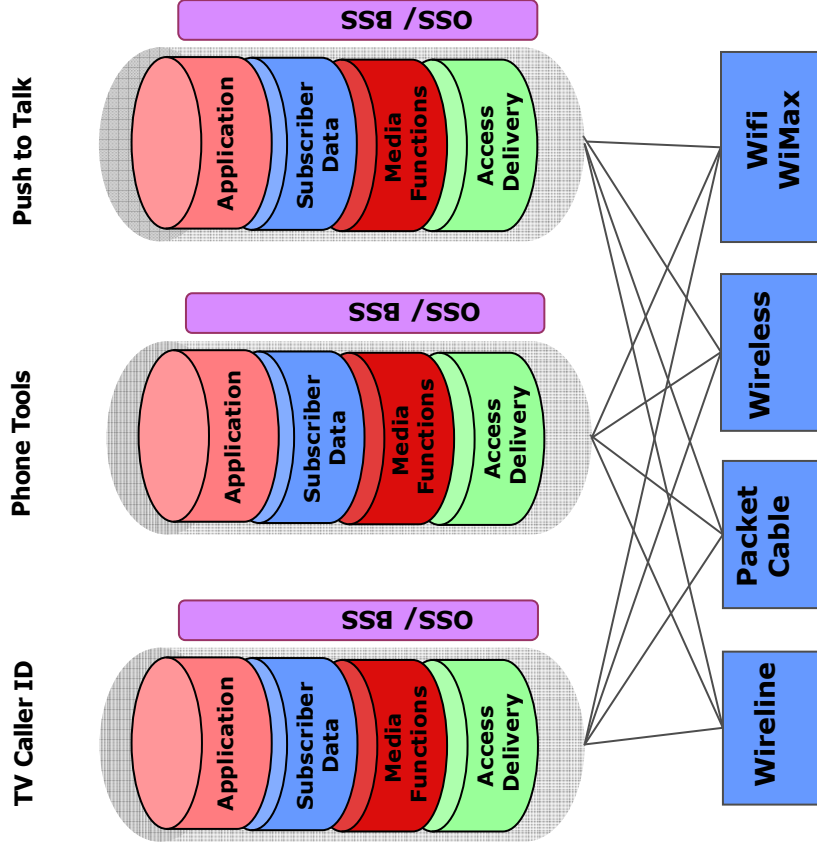 TV Caller ID
Phone Tools
Push to Talk
Application
Subscriber
Data
Media
Functions
Access
Delivery
OSS/ BSS
Application
Subscriber
Data
Media
Functions
Access
Delivery
OSS/ BSS
Application
Subscriber
Data
Media
Functions
Access
Delivery
OSS/ BSS
Wireline
Packet
Cable
Wireless
Wifi
WiMax